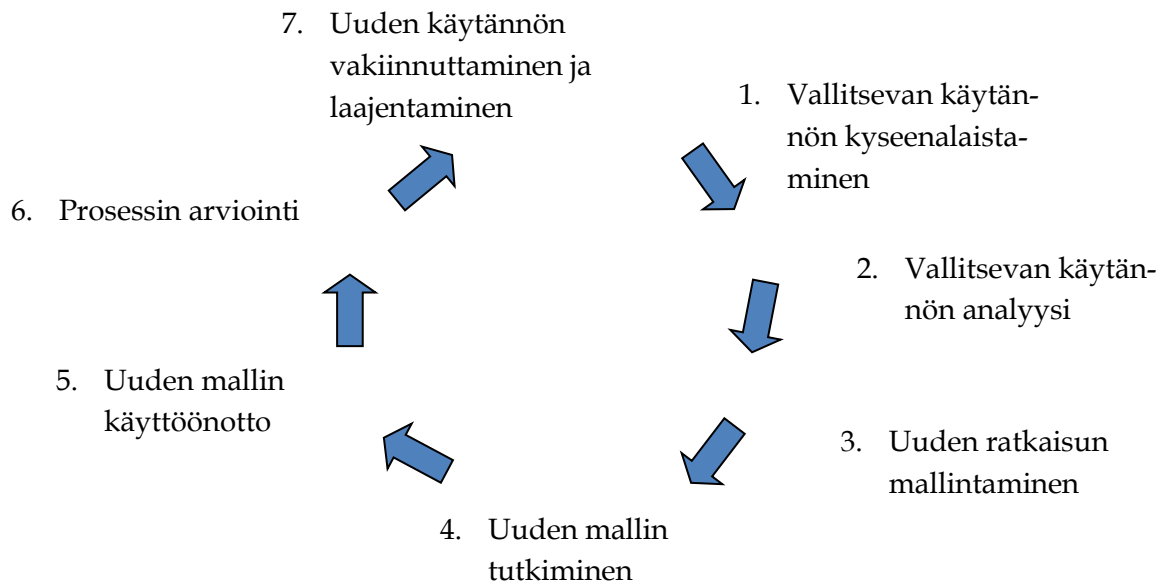 7. Uuden käytännön
vakiinnuttaminen ja
laajentaminen
1. Vallitsevan käytän-
nön kyseenalaista-
minen
2. Vallitsevan käytän-
nön analyysi
3. Uuden ratkaisun
mallintaminen
4. Uuden mallin
tutkiminen
5. Uuden mallin
käyttöönotto
6. Prosessin arviointi